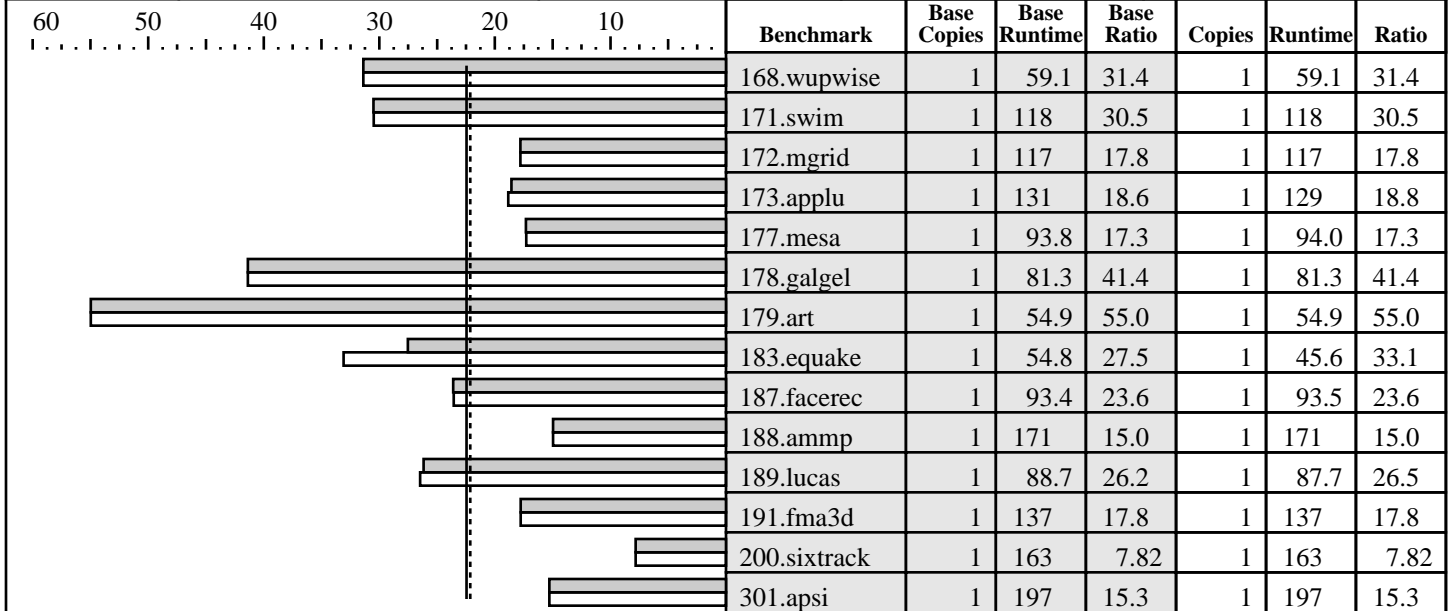 60 50 40 30 20 10
Benchmark Base Copies Base Runtime Base Ratio Copies Runtime Ratio
168.wupwise 1 59.1 31.4 1 59.1 31.4
171.swim 1 118 30.5 1 118 30.5
172.mgrid 1 117 17.8 1 117 17.8
173.applu 1 131 18.6 1 129 18.8
177.mesa 1 93.8 17.3 1 94.0 17.3
178.galgel 1 81.3 41.4 1 81.3 41.4
179.art 1 54.9 55.0 1 54.9 55.0
183.equake 1 54.8 27.5 1 45.6 33.1
187.facerec 1 93.4 23.6 1 93.5 23.6
188.ammp 1 171 15.0 1 171 15.0
189.lucas 1 88.7 26.2 1 87.7 26.5
191.fma3d 1 137 17.8 1 137 17.8
200.sixtrack 1 163 7.82 1 163 7.82
301.apsi 1 197 15.3 1 197 15.3